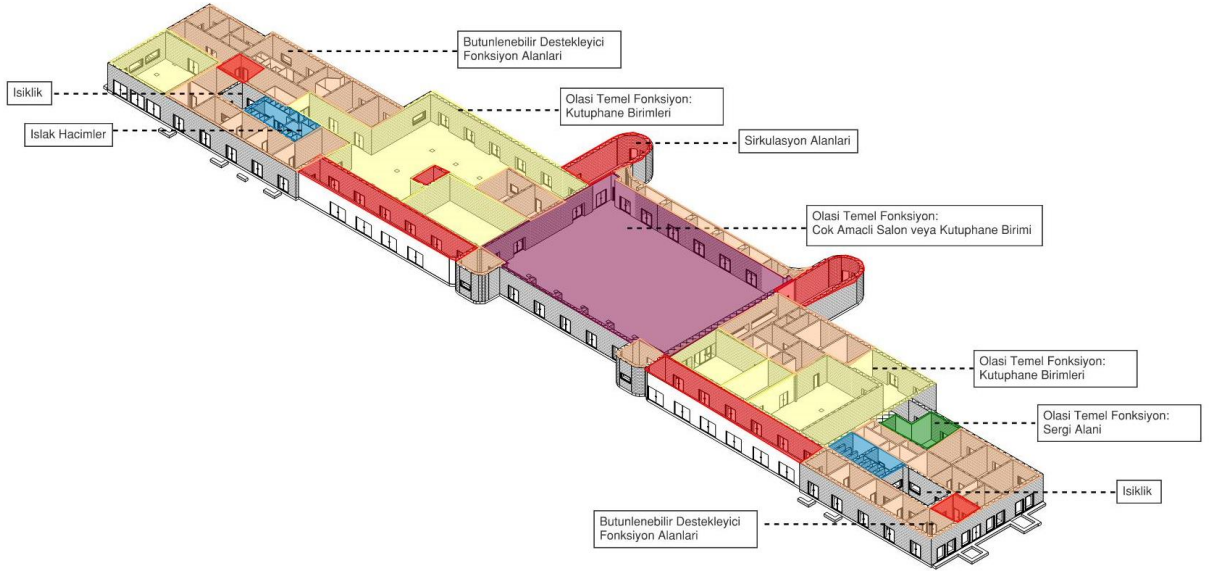 Butunlenebilir Destekleyici
Fonksiyon Alanlari
Isiklik
Olasi Temel Fonksiyon:
Kutuphane Birimleri
Islak Hacimler
Sirkulasyon Alanlari
Olasi Temel Fonksiyon:
Cok Amacli Salon veya Kutuphane Birimi
Olasi Temel Fonksiyon:
Kutuphane Birimleri
Olasi Temel Fonksiyon:
Sergi Alani
Isiklik
Butunlenebilir Destekleyici
Fonksiyon Alanlari